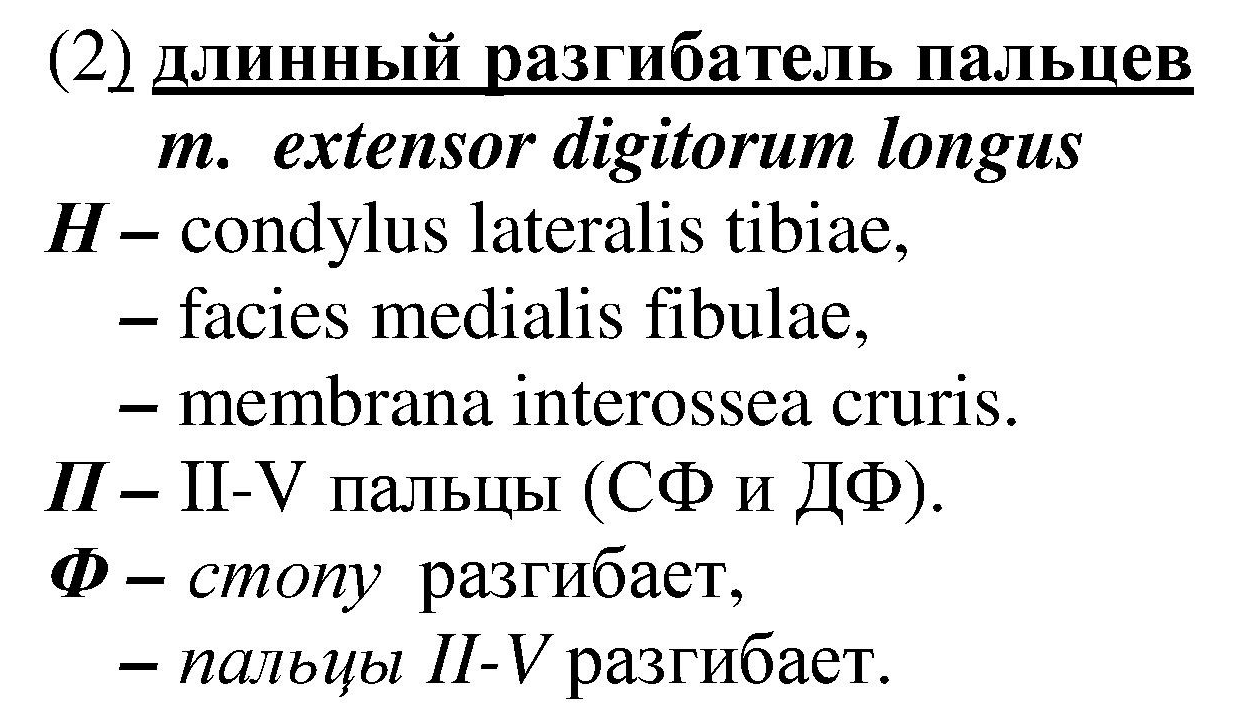 (2) длинный разгибатель пальцев
m. extensor digitorum longus
Н – condylus lateralis tibiae,
– facies medialis fibulae,
– membrana interossea cruris.
П – II-V пальцы (СФ и ДФ).
Ф – стопу разгибает,
– пальцы II-V разгибает.